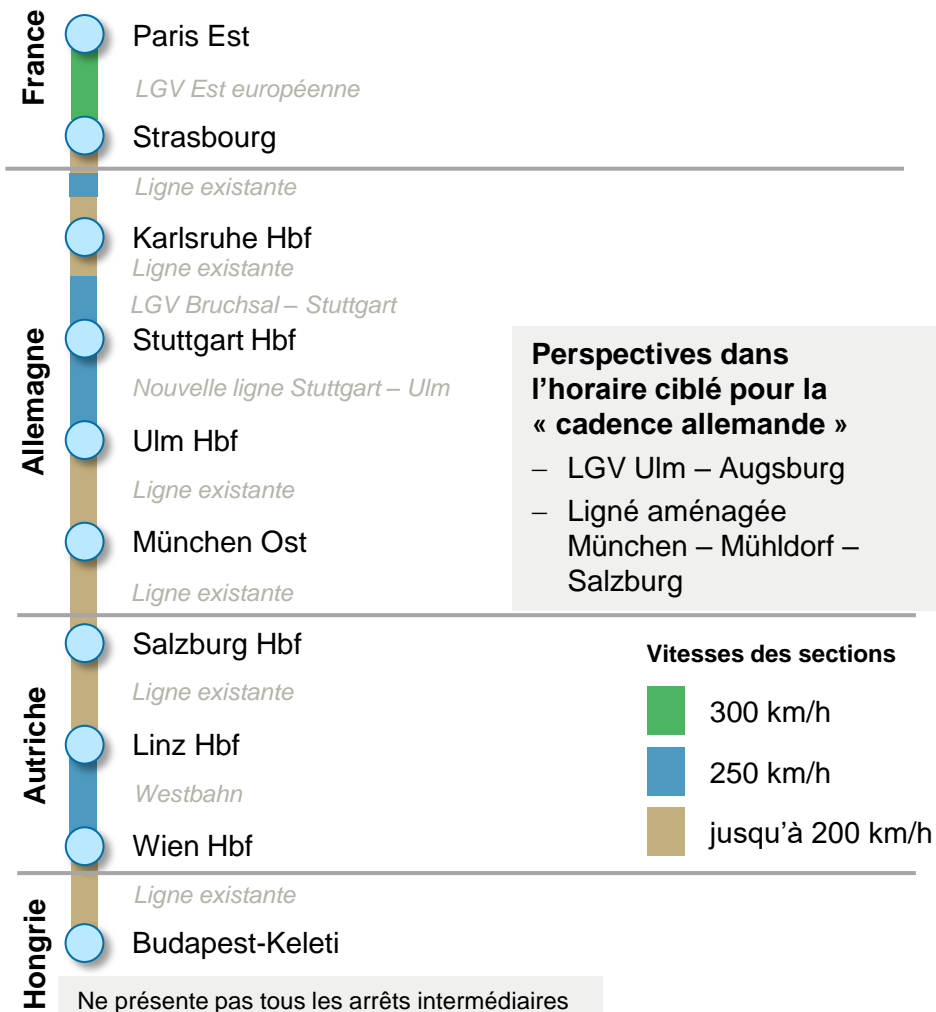 France
Paris Est
LGV Est européenne
Strasbourg
Ligne existante
Allemagne
Karlsruhe Hbf
Ligne existante
LGV Bruchsal – Stuttgart
Stuttgart Hbf
Nouvelle ligne Stuttgart – Ulm
Ulm Hbf
Ligne existante
München Ost
Ligne existante
Perspectives dans
l’horaire ciblé pour la
« cadence allemande »
– LGV Ulm – Augsburg
– Ligné aménagée
München – Mühldorf –
Salzburg
Autriche
Salzburg Hbf
Ligne existante
Linz Hbf
Westbahn
Wien Hbf
Vitesses des sections
300 km/h
250 km/h
jusqu’à 200 km/h
Hongrie
Ligne existante
Budapest-Keleti
Ne présente pas tous les arrêts intermédiaires